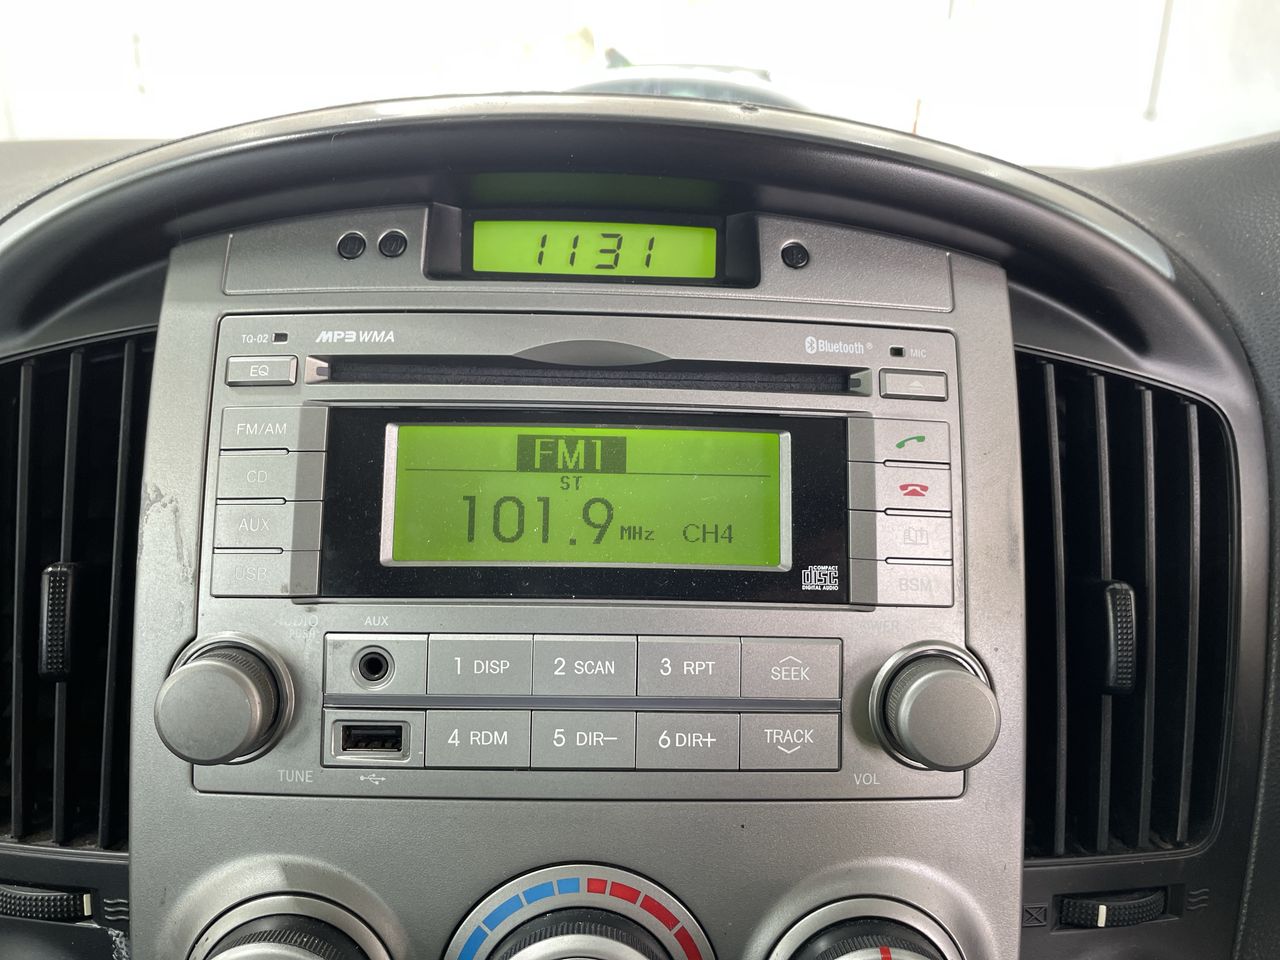 1131
TQ-02
MP3 WMA
Bluetooth®
MIC
EQ
FM/AM
CD
AUX
USB
FM1
ST
101.9 MHz CH4
COMPACT
disc
DIGITAL AUDIO
BSM
AUDIO
AUX
1 DISP
2 SCAN
3 RPT
SEEK
4 RDM
5 DIR-
6 DIR+
TRACK
TUNE
VOL